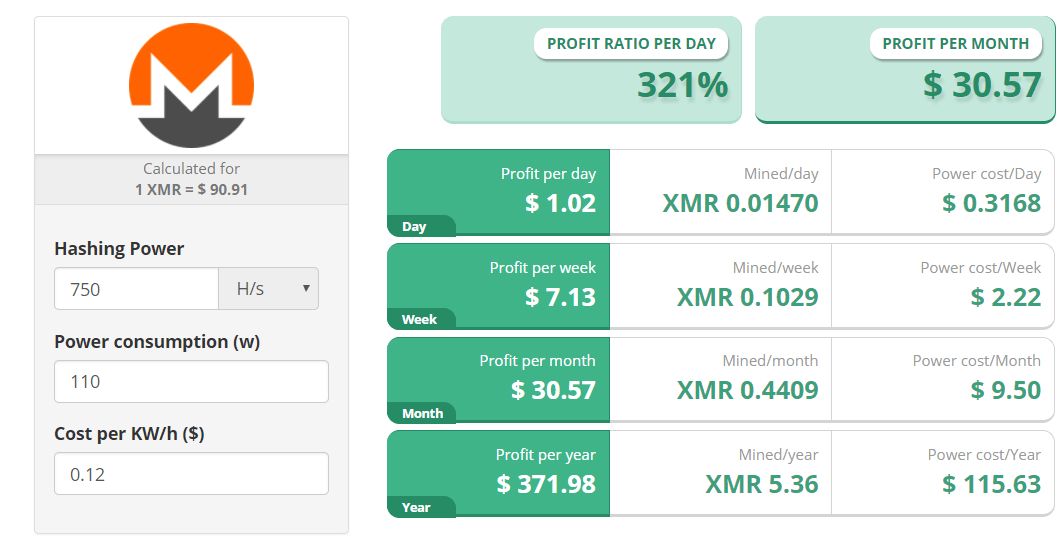 Calculated for
1 XMR = $ 90.91
Hashing Power
750 H/s
Power consumption (w)
110
Cost per KW/h ($)
0.12
PROFIT RATIO PER DAY
321%
PROFIT PER MONTH
$ 30.57
Profit per day
$ 1.02
Day
Mined/day
XMR 0.01470
Power cost/Day
$ 0.3168
Profit per week
$ 7.13
Week
Mined/week
XMR 0.1029
Power cost/Week
$ 2.22
Profit per month
$ 30.57
Month
Mined/month
XMR 0.4409
Power cost/Month
$ 9.50
Profit per year
$ 371.98
Year
Mined/year
XMR 5.36
Power cost/Year
$ 115.63